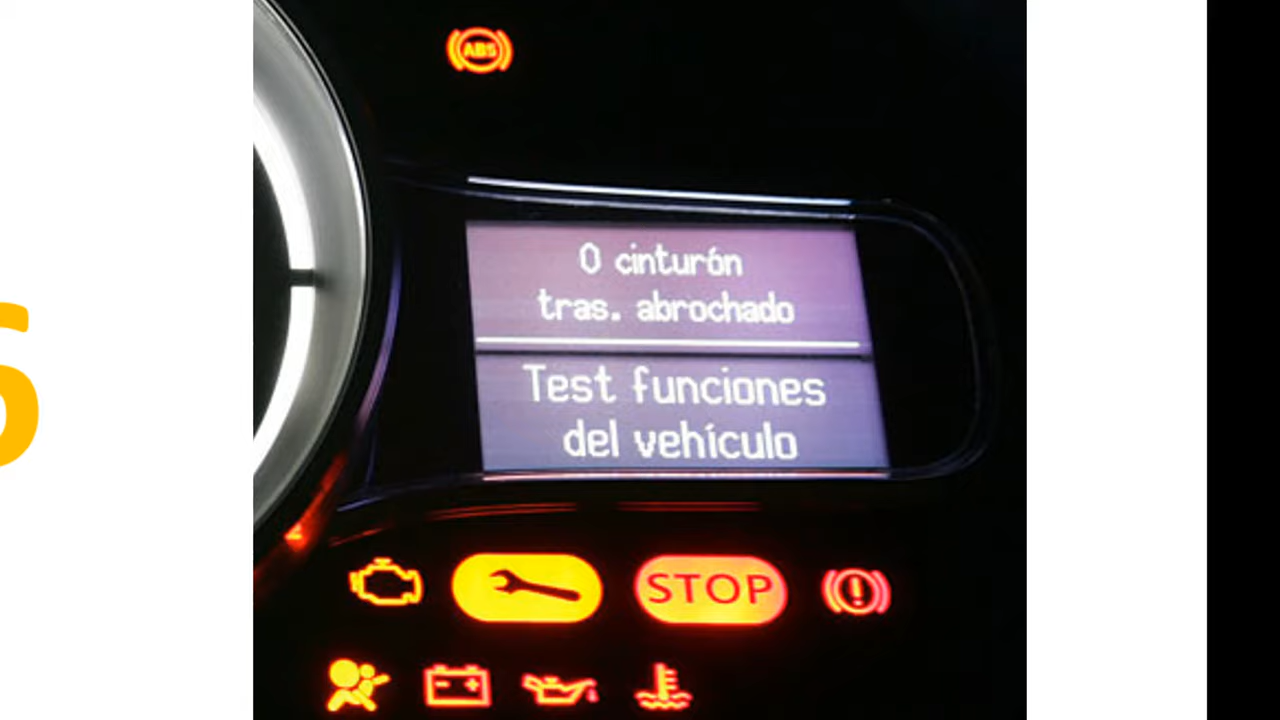 ABS
0 cinturón
tras. abrochado
Test funciones
del vehículo
STOP